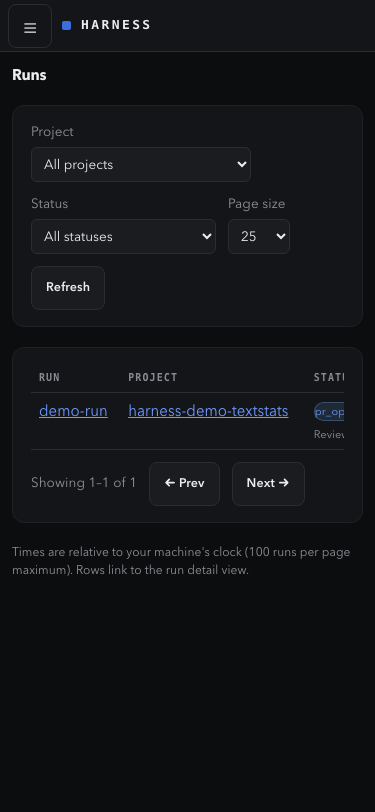 HARNESS
Runs
Project
All projects
Status Page size
All statuses 25
Refresh
RUN PROJECT
demo-run harness-demo-textstats
Showing 1–1 of 1 ← Prev Next →
Times are relative to your machine's clock (100 runs per page
maximum). Rows link to the run detail view.